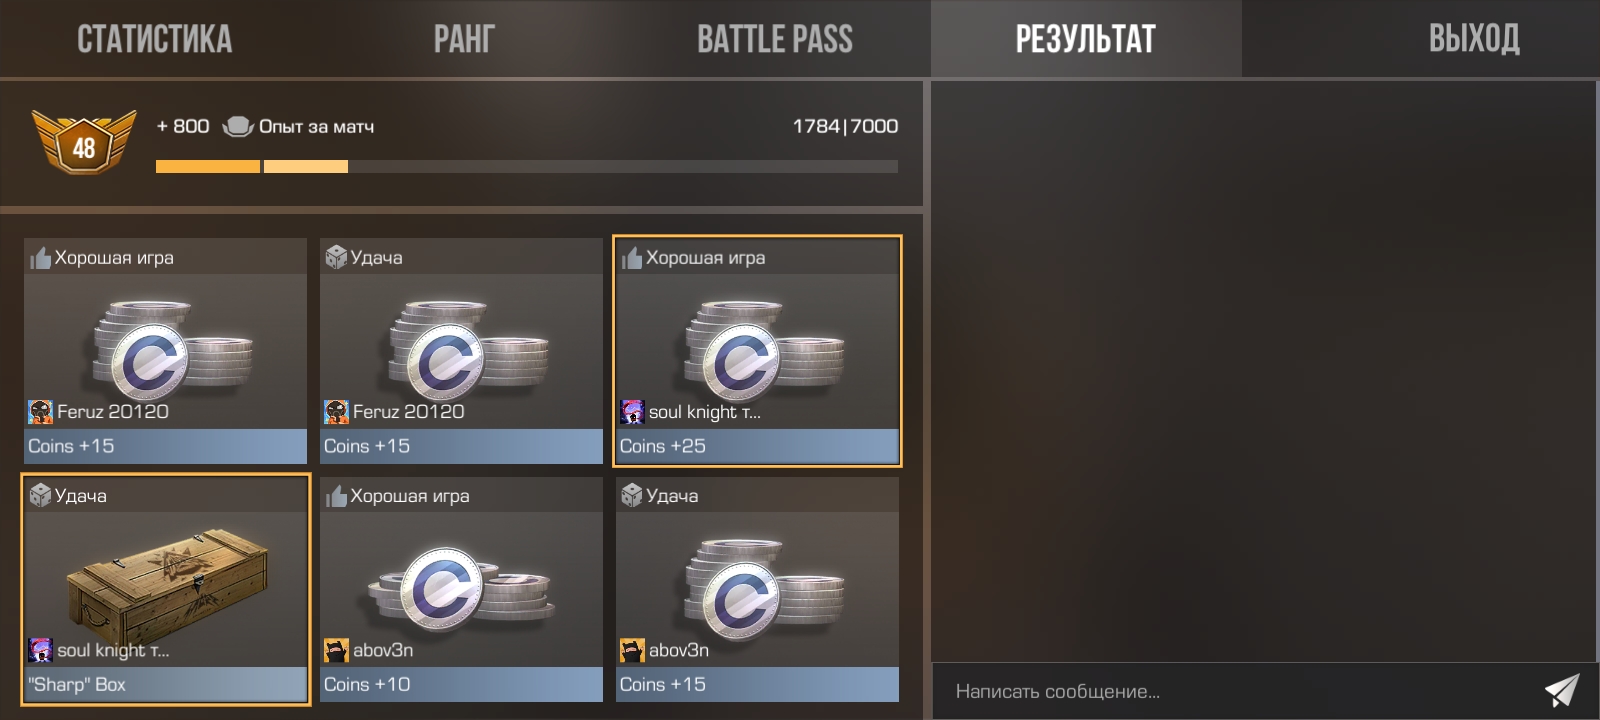 СТАТИСТИКА РАНГ BATTLE PASS РЕЗУЛЬТАТ ВЫХОД
48 + 800 Опыт за матч 1784|7000
Хорошая игра Удача Хорошая игра
Feruz 20120 Feruz 20120 soul knight т...
Coins +15 Coins +15 Coins +25
Удача Хорошая игра Удача
soul knight т... abov3n abov3n
"Sharp" Box Coins +10 Coins +15
Написать сообщение...